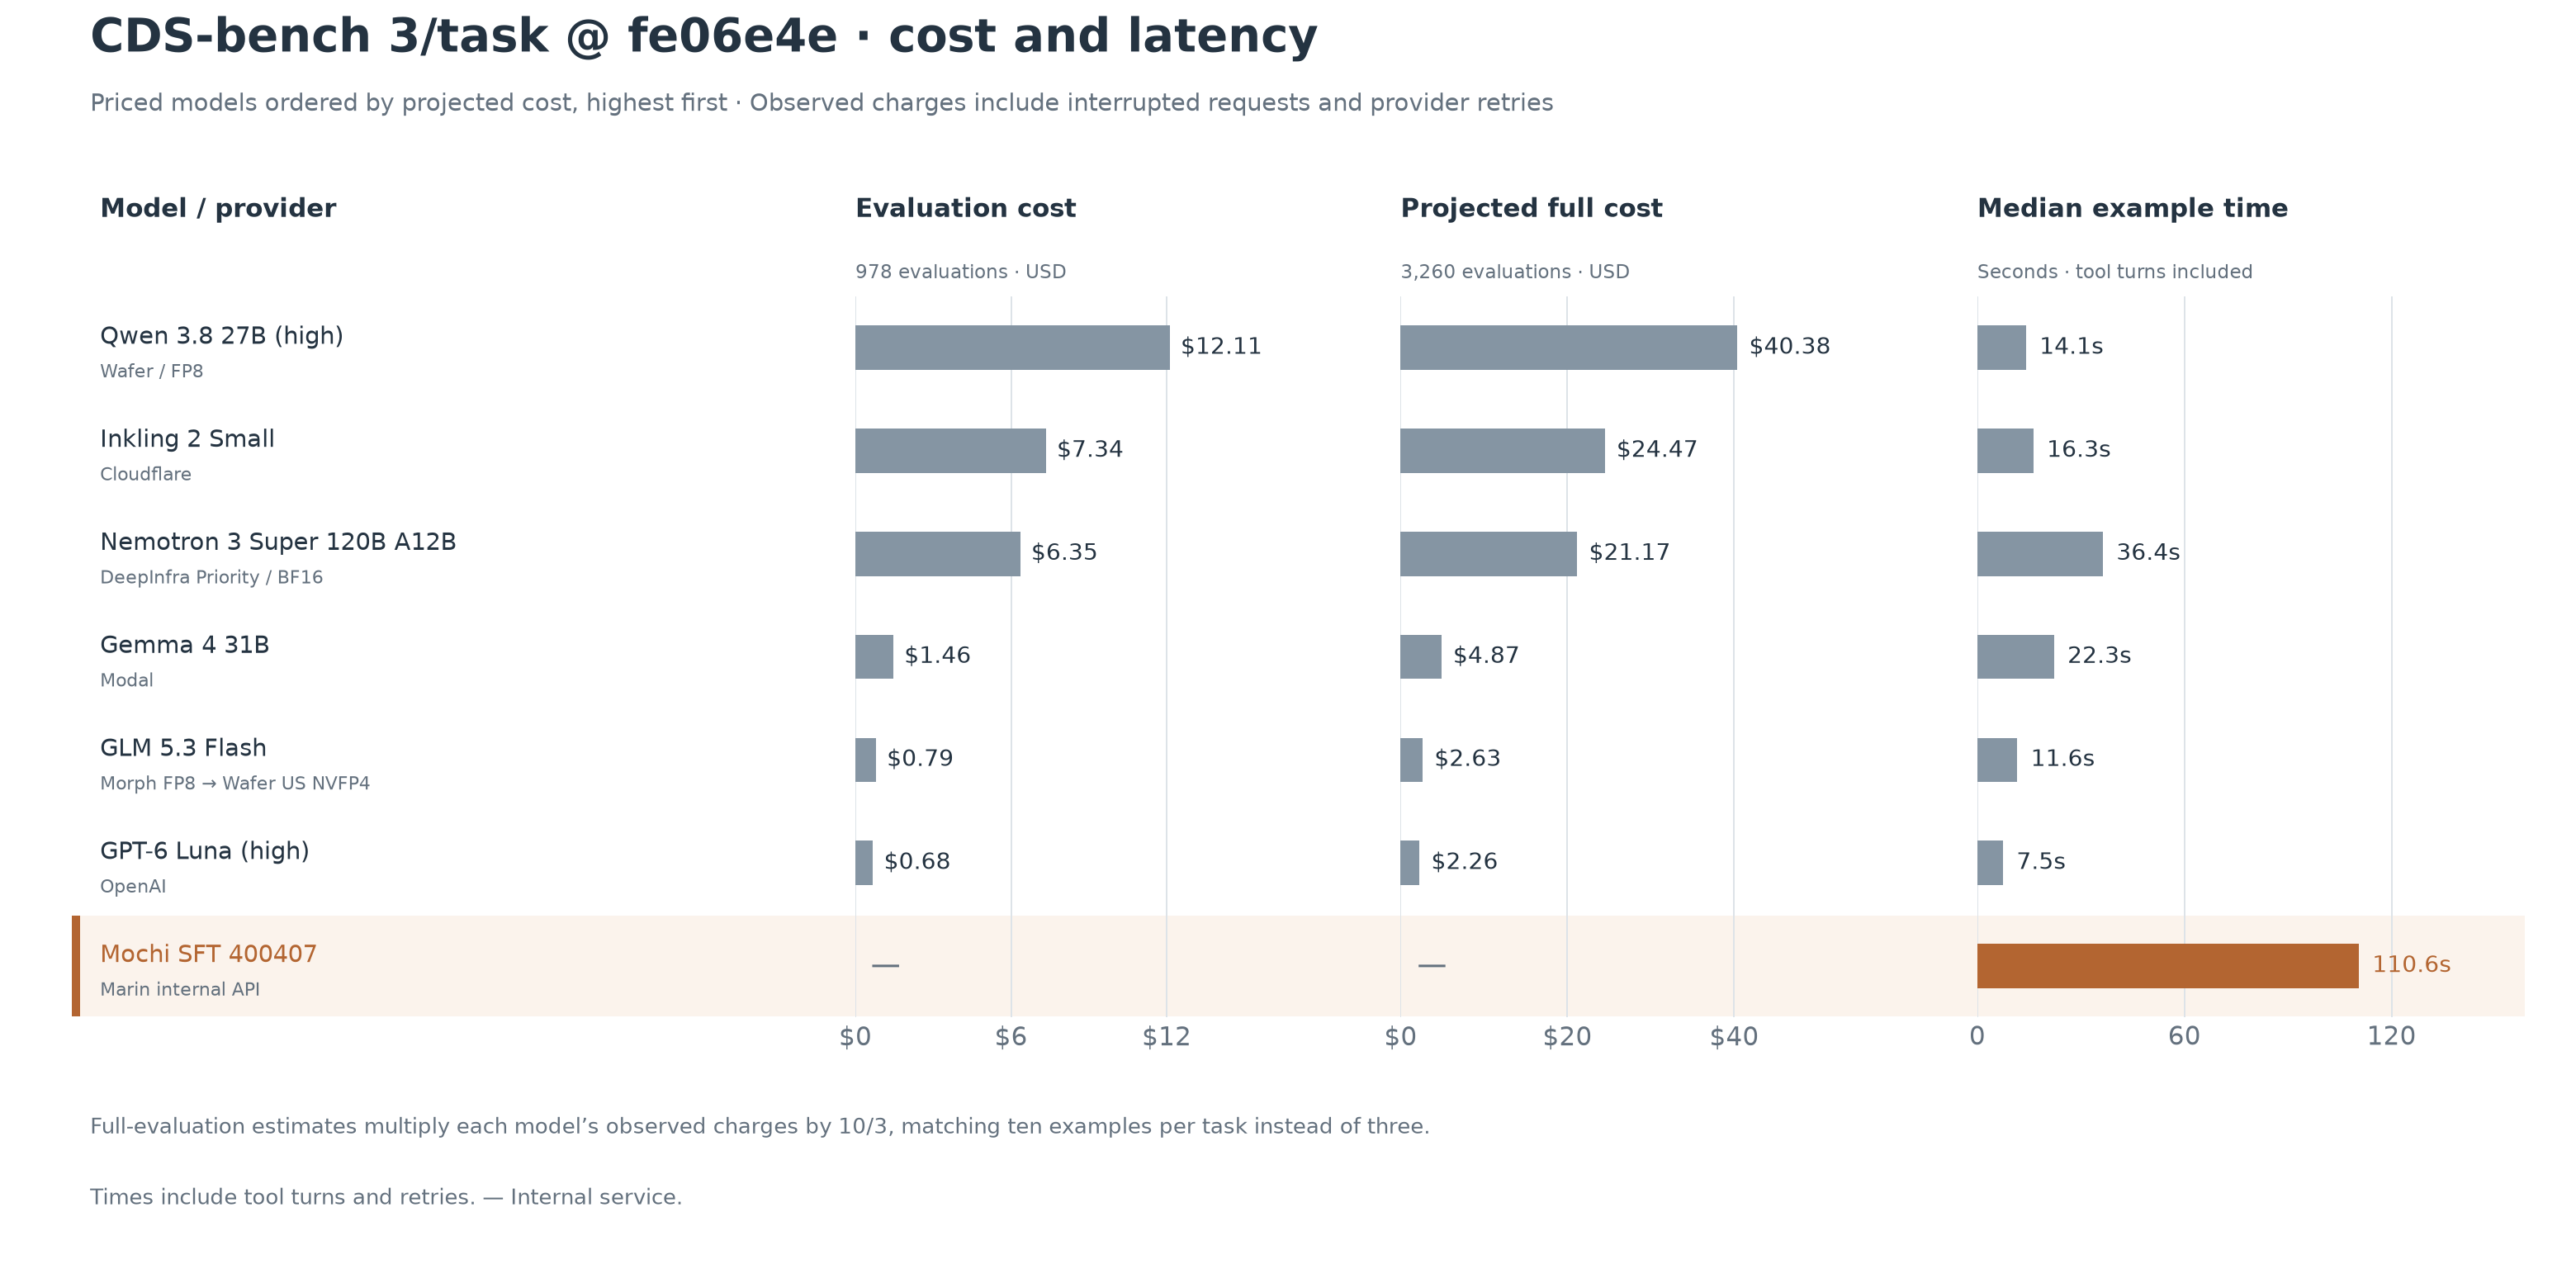 CDS-bench 3/task @ fe06e4e · cost and latency
Priced models ordered by projected cost, highest first · Observed charges include interrupted requests and provider retries
Model / provider Evaluation cost Projected full cost Median example time
978 evaluations · USD 3,260 evaluations · USD Seconds · tool turns included
Qwen 3.8 27B (high) $12.11 $40.38 14.1s
Wafer / FP8
Inkling 2 Small $7.34 $24.47 16.3s
Cloudflare
Nemotron 3 Super 120B A12B $6.35 $21.17 36.4s
DeepInfra Priority / BF16
Gemma 4 31B $1.46 $4.87 22.3s
Modal
GLM 5.3 Flash $0.79 $2.63 11.6s
Morph FP8 → Wafer US NVFP4
GPT-6 Luna (high) $0.68 $2.26 7.5s
OpenAI
Mochi SFT 400407 — — 110.6s
Marin internal API
$0 $6 $12 $0 $20 $40 0 60 120
Full-evaluation estimates multiply each model’s observed charges by 10/3, matching ten examples per task instead of three.
Times include tool turns and retries. — Internal service.